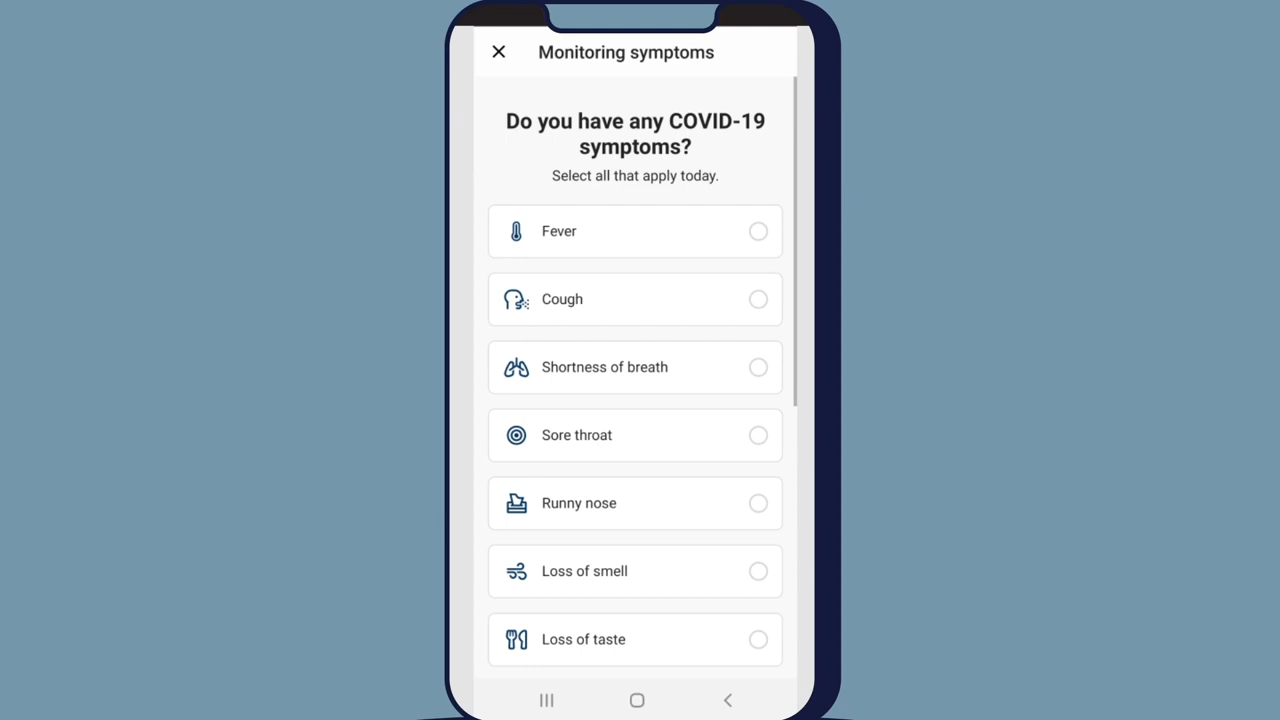 Monitoring symptoms
Do you have any COVID-19
symptoms?
Select all that apply today.
Fever
Cough
Shortness of breath
Sore throat
Runny nose
Loss of smell
Loss of taste